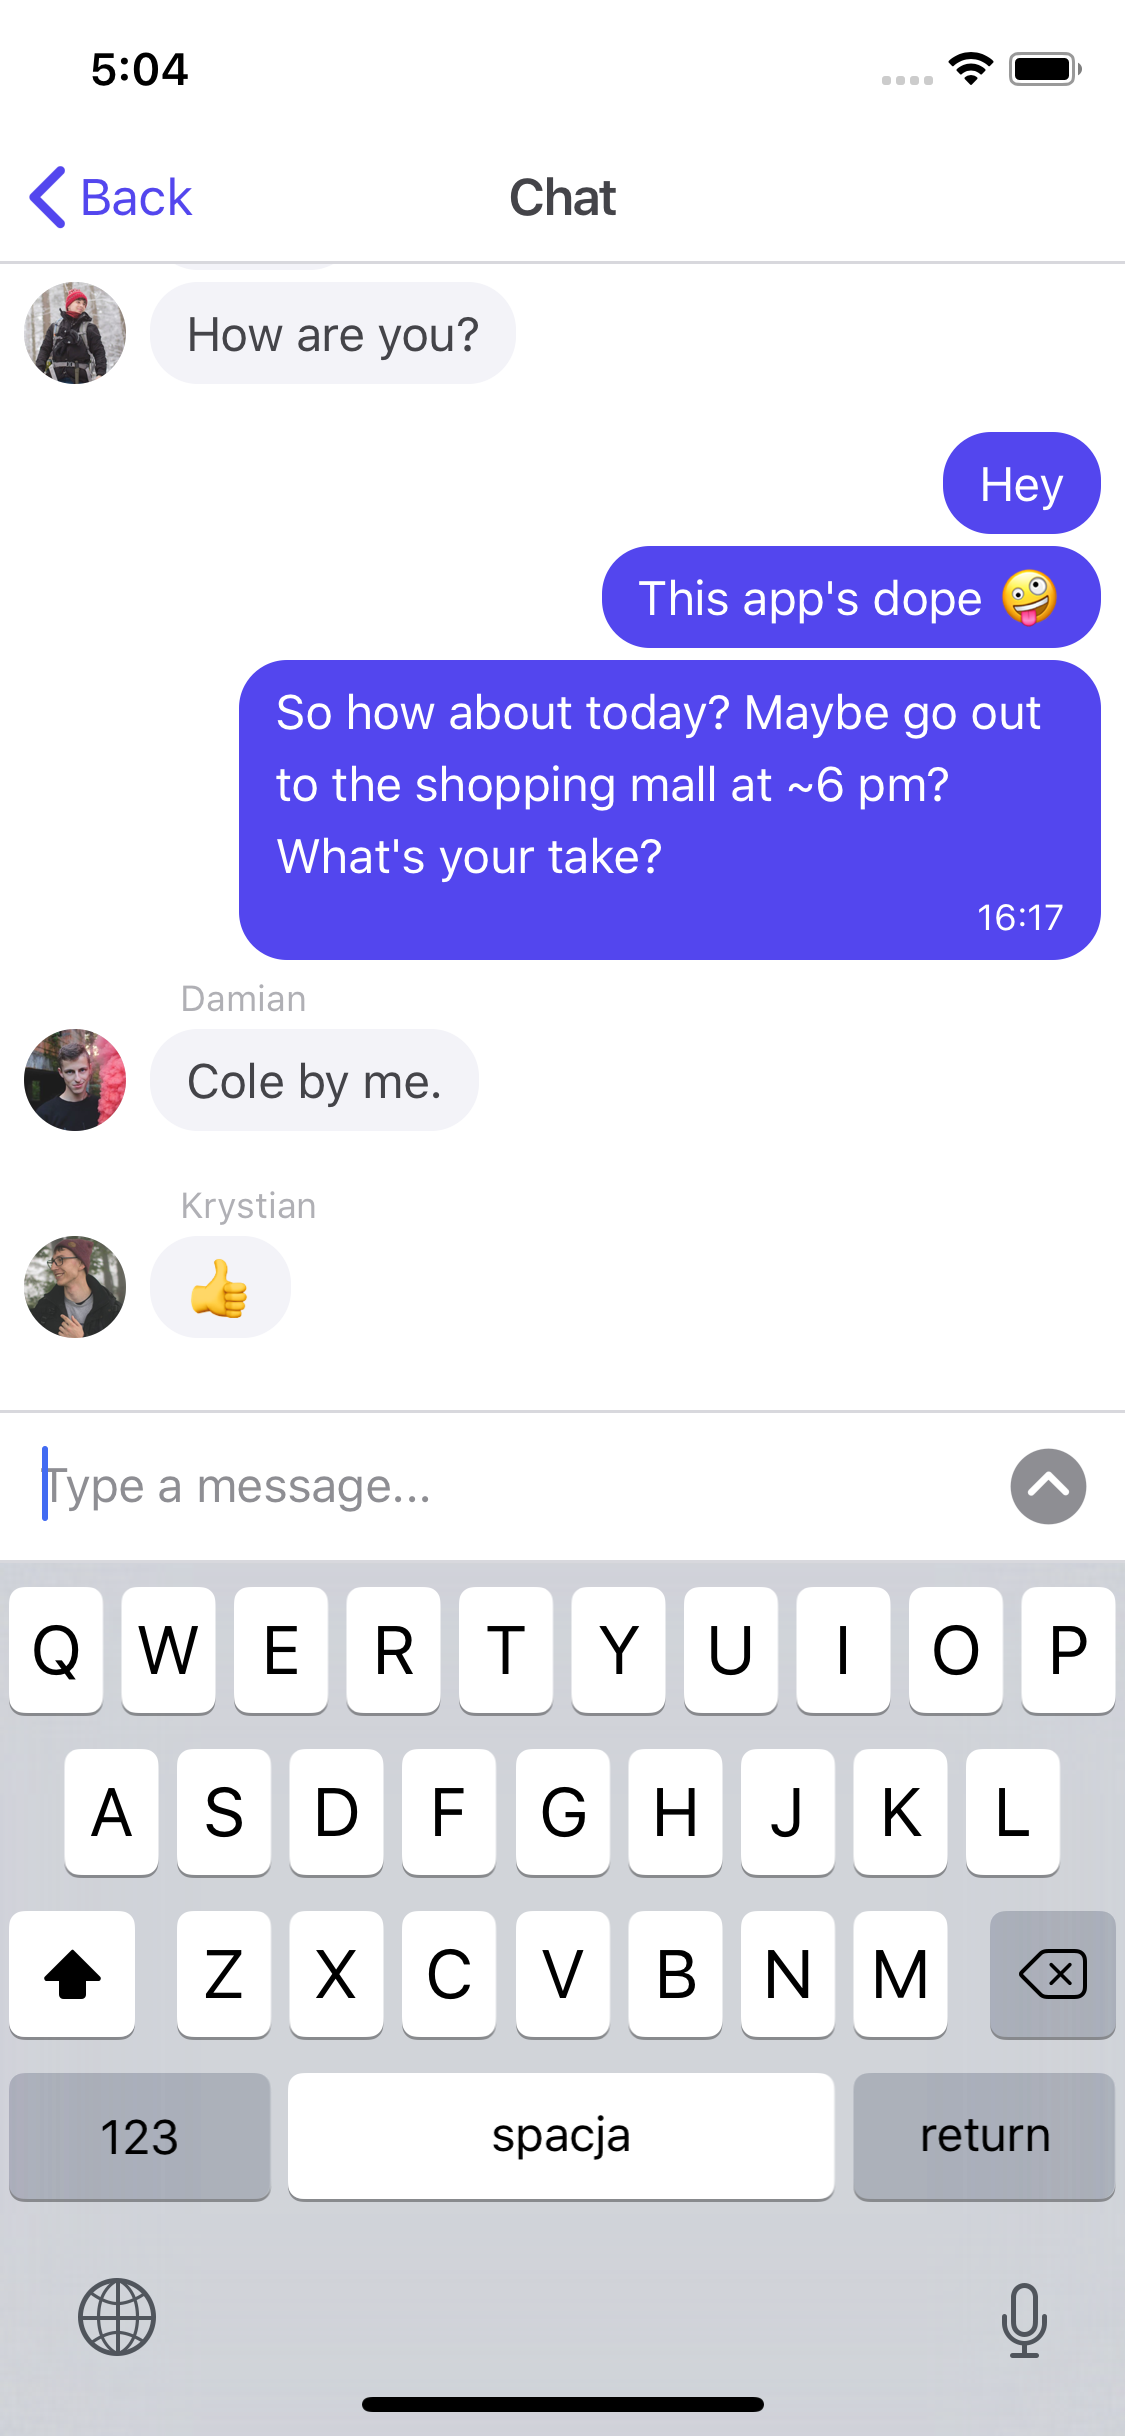 5:04
Back
Chat
How are you?
Hey
This app's dope 🤪
So how about today? Maybe go out
to the shopping mall at ~6 pm?
What's your take?
16:17
Damian
Cole by me.
Krystian
👍
Type a message...
Q W E R T Y U I O P
A S D F G H J K L
Z X C V B N M
123 spacja return